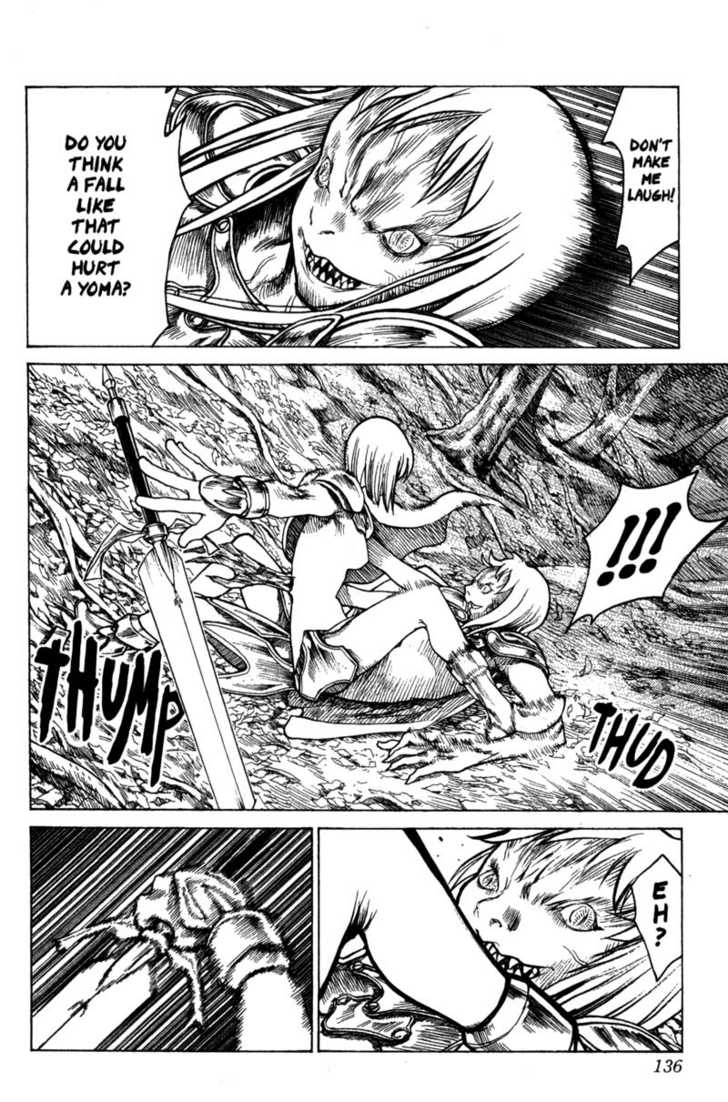 DON'T
MAKE
ME
LAUGH!
DO YOU
THINK
A FALL
LIKE
THAT
COULD
HURT
A YOMA?
!!!
THUD
THUMP
EH?
136